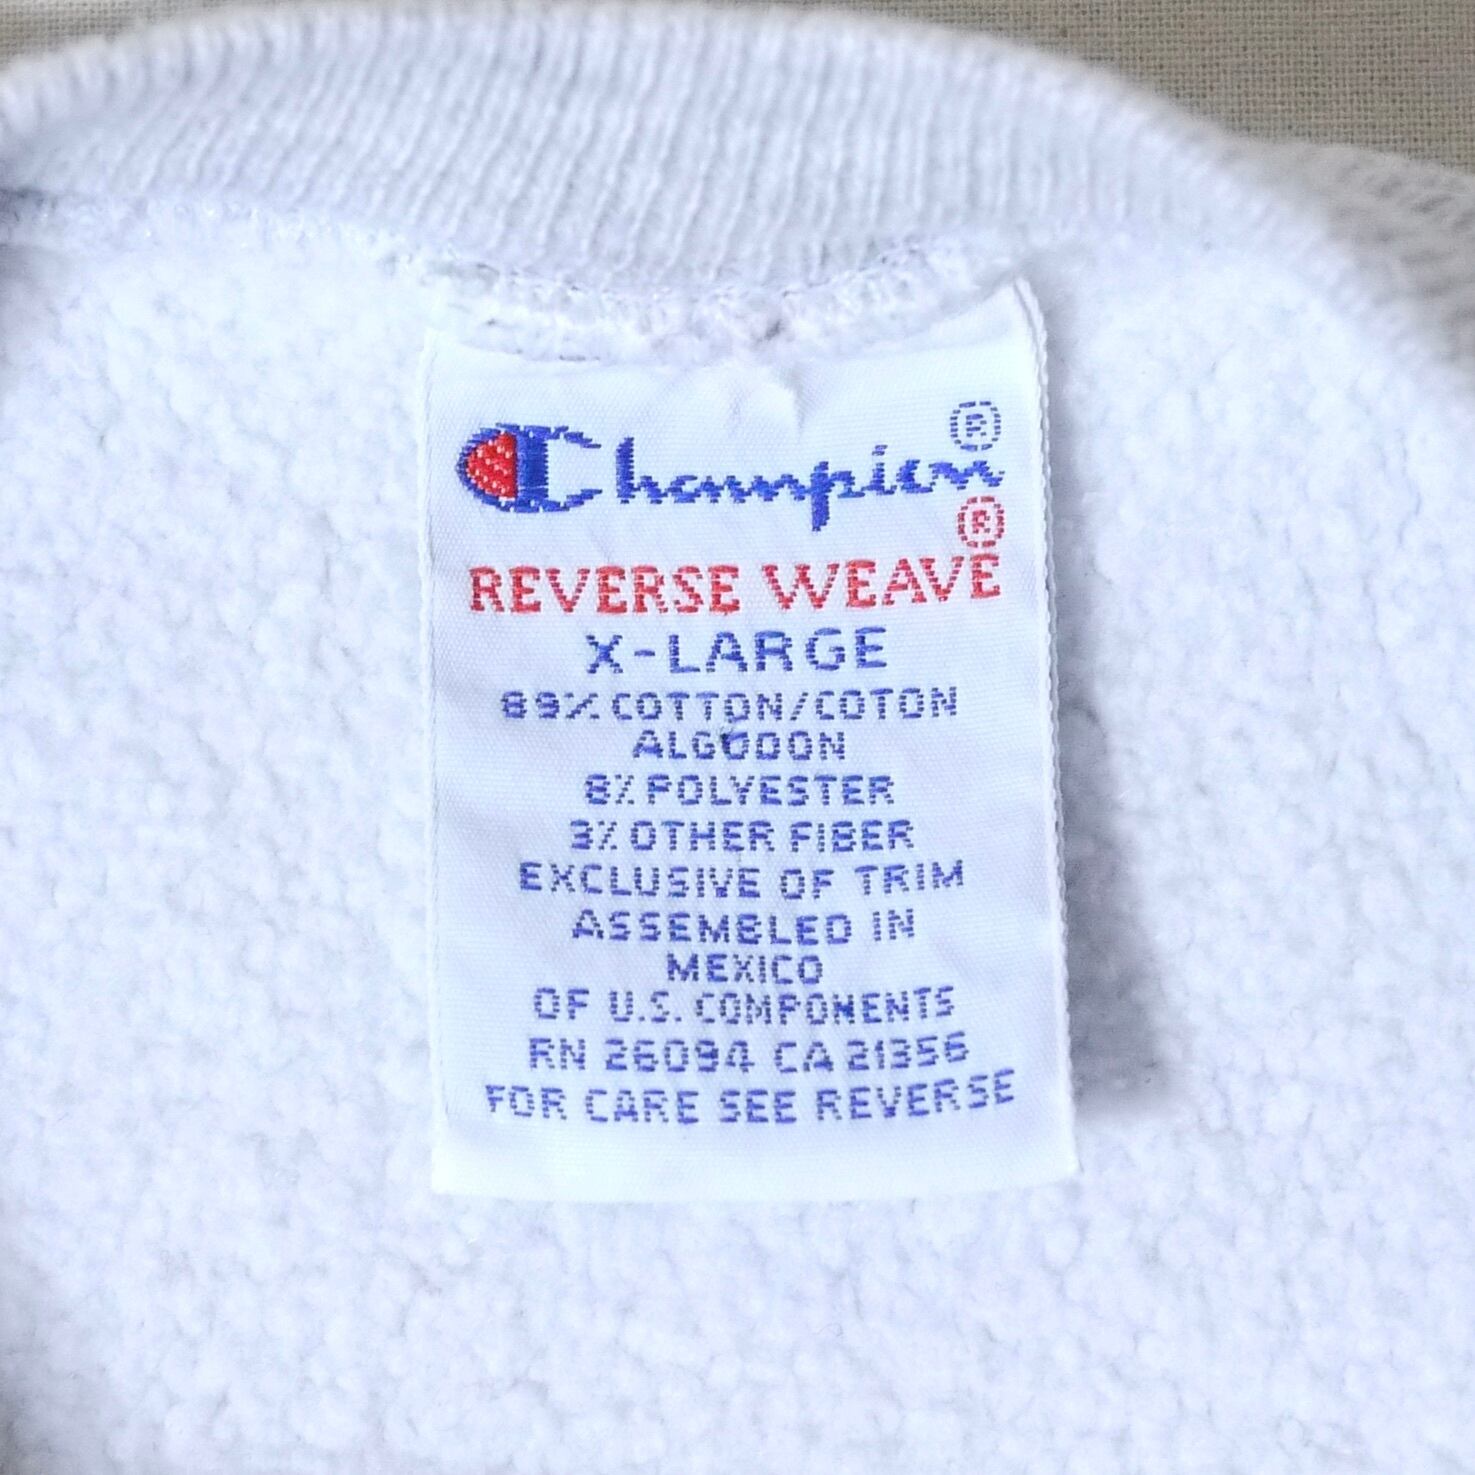 Champion®
REVERSE WEAVE®
X-LARGE
89% COTTON/COTON
ALGODON
8% POLYESTER
3% OTHER FIBER
EXCLUSIVE OF TRIM
ASSEMBLED IN
MEXICO
OF U.S. COMPONENTS
RN 26094 CA 21356
FOR CARE SEE REVERSE